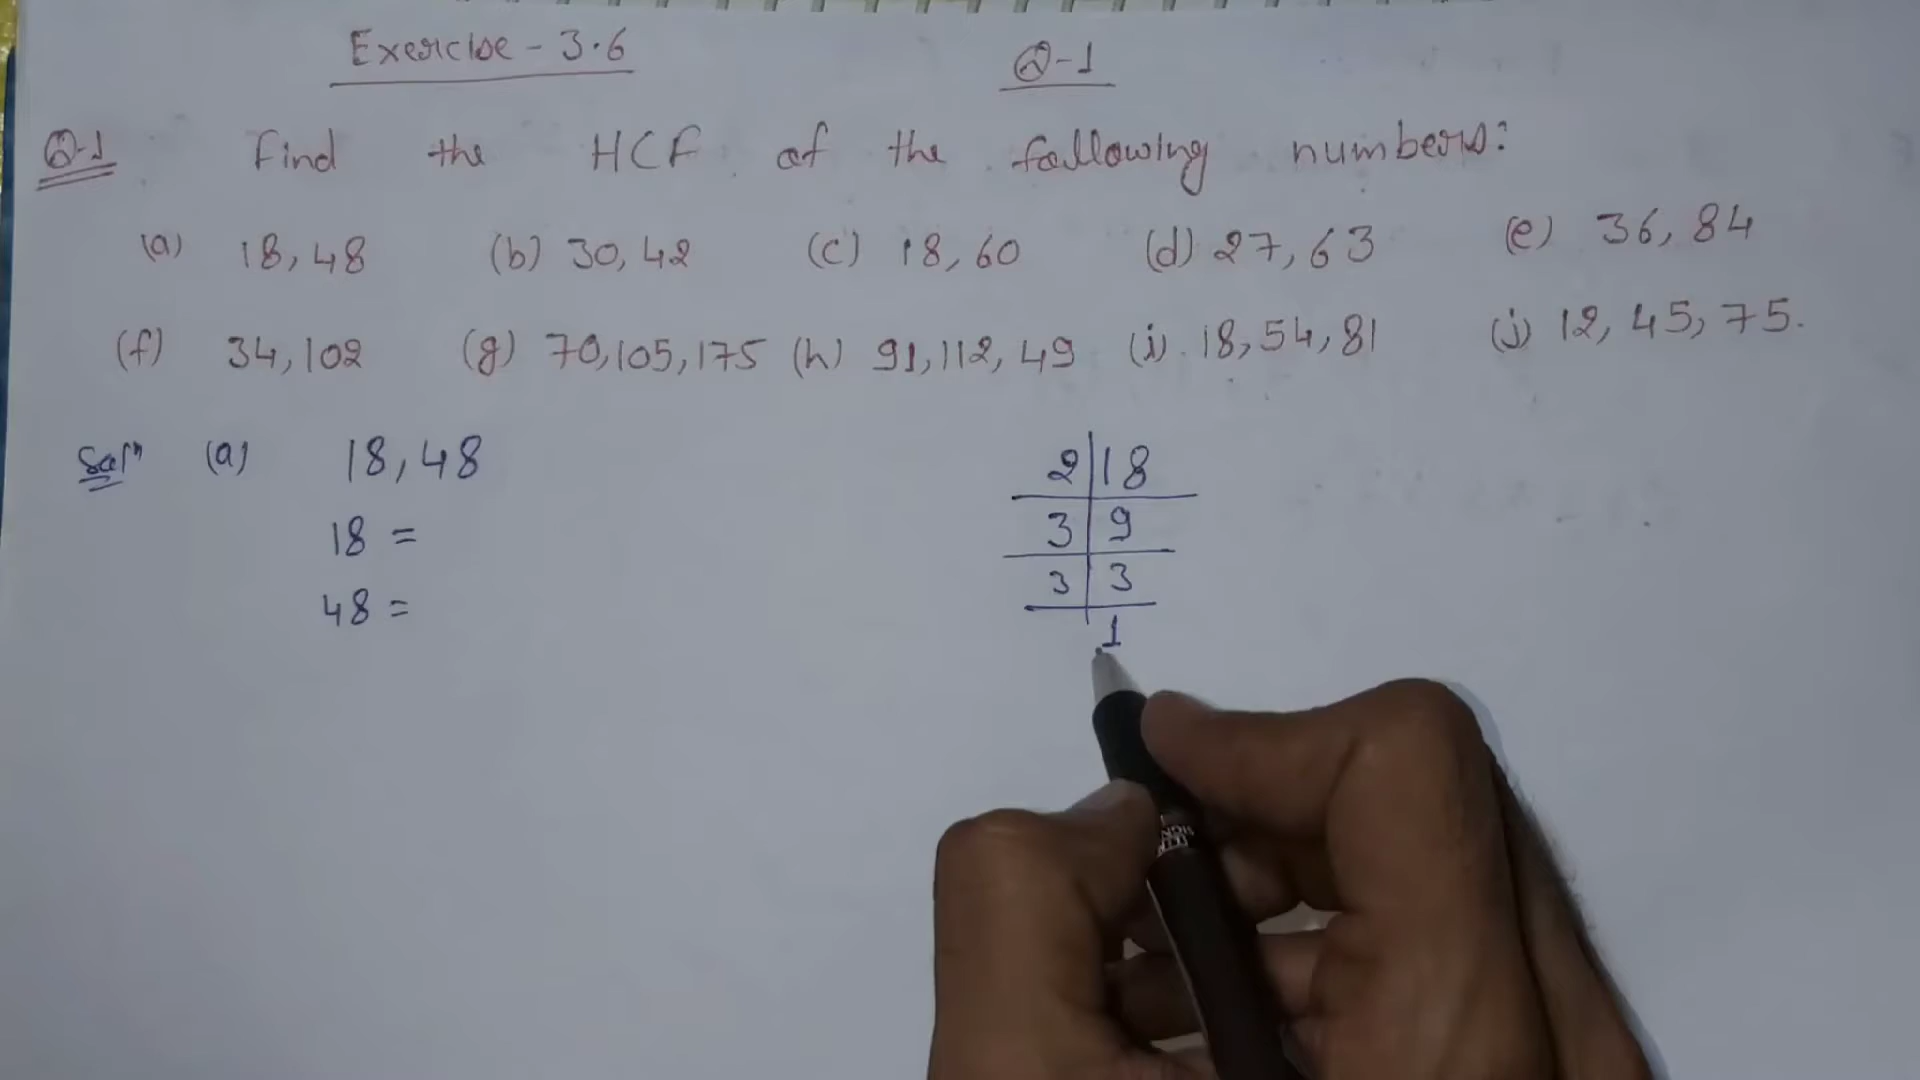 Exercise - 3.6
Q-1
Q-1 Find the HCF of the following numbers:
(a) 18, 48 (b) 30, 42 (c) 18, 60 (d) 27, 63 (e) 36, 84
(f) 34, 102 (g) 70, 105, 175 (h) 91, 112, 49 (i) 18, 54, 81 (j) 12, 45, 75.
Solⁿ (a) 18, 48
18 =
48 =
2 | 18
3 | 9
3 | 3
1